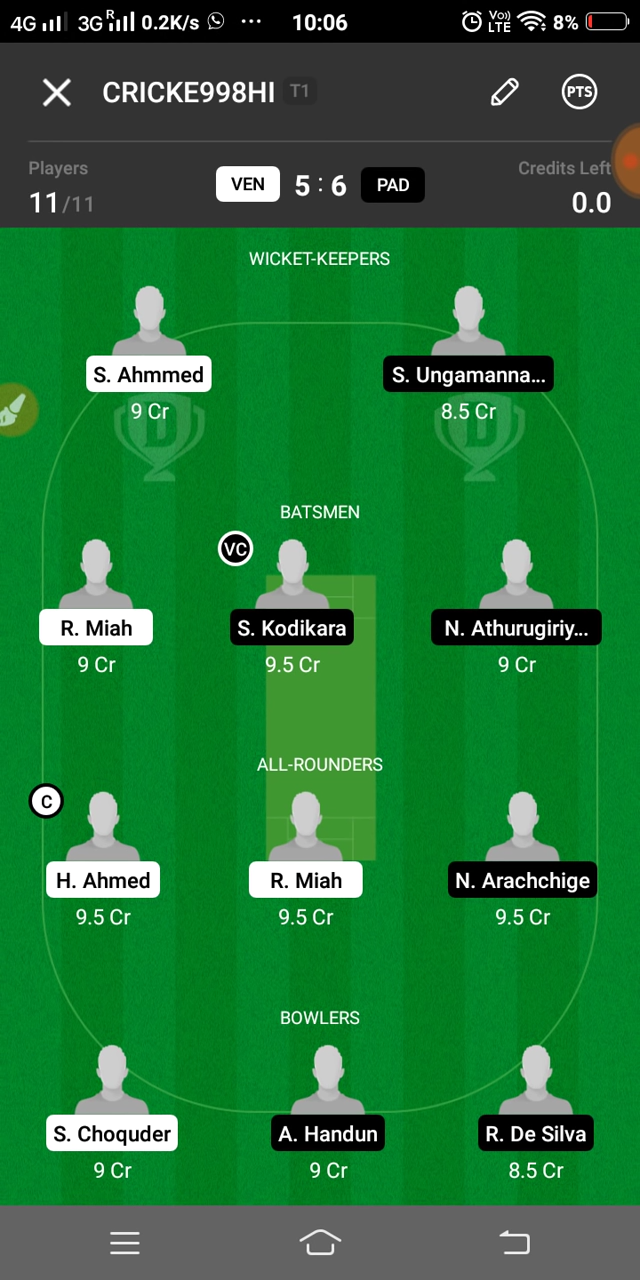 4G 3G R 0.2K/s ... 10:06 Vo) LTE 8%
CRICKE998HI T1 PTS
Players Credits Left
11/11 VEN 5 : 6 PAD 0.0
WICKET-KEEPERS
S. Ahmmed S. Ungamanna...
9 Cr 8.5 Cr
BATSMEN
VC
R. Miah S. Kodikara N. Athurugiriy...
9 Cr 9.5 Cr 9 Cr
ALL-ROUNDERS
C
H. Ahmed R. Miah N. Arachchige
9.5 Cr 9.5 Cr 9.5 Cr
BOWLERS
S. Choquder A. Handun R. De Silva
9 Cr 9 Cr 8.5 Cr